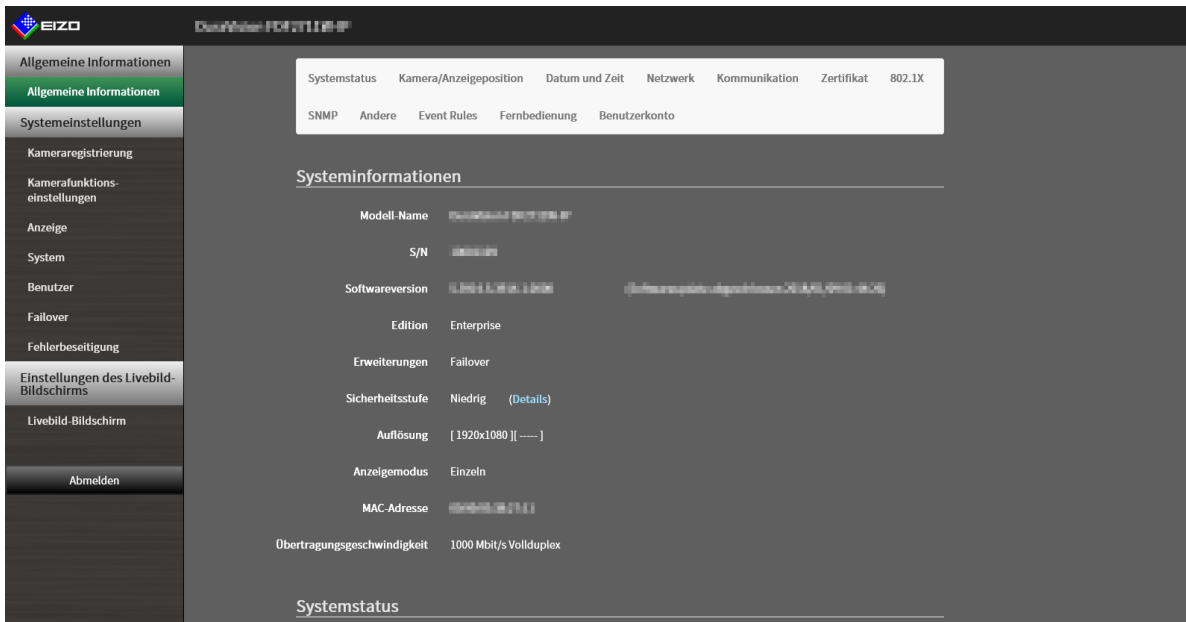 EIZO
Allgemeine Informationen
Allgemeine Informationen
Systemeinstellungen
Kameraregistrierung
Kamerafunktions-
einstellungen
Anzeige
System
Benutzer
Failover
Fehlerbeseitigung
Einstellungen des Livebild-
Bildschirms
Livebild-Bildschirm
Abmelden
Systemstatus Kamera/Anzeigeposition Datum und Zeit Netzwerk Kommunikation Zertifikat 802.1X
SNMP Andere Event Rules Fernbedienung Benutzerkonto
Systeminformationen
Modell-Name
S/N
Softwareversion
Edition Enterprise
Erweiterungen Failover
Sicherheitsstufe Niedrig (Details)
Auflösung [ 1920x1080 ][ ----- ]
Anzeigemodus Einzeln
MAC-Adresse
Übertragungsgeschwindigkeit 1000 Mbit/s Vollduplex
Systemstatus